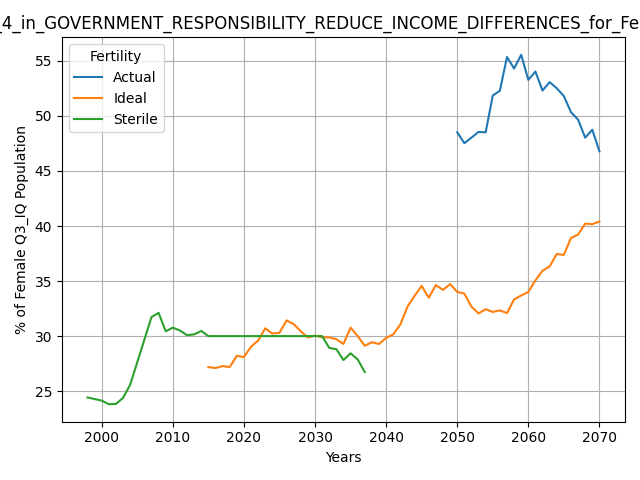 _4_in_GOVERNMENT_RESPONSIBILITY_REDUCE_INCOME_DIFFERENCES_for_Fe
Fertility
Actual
Ideal
Sterile
% of Female Q3_IQ Population
55
50
45
40
35
30
25
2000 2010 2020 2030 2040 2050 2060 2070
Years